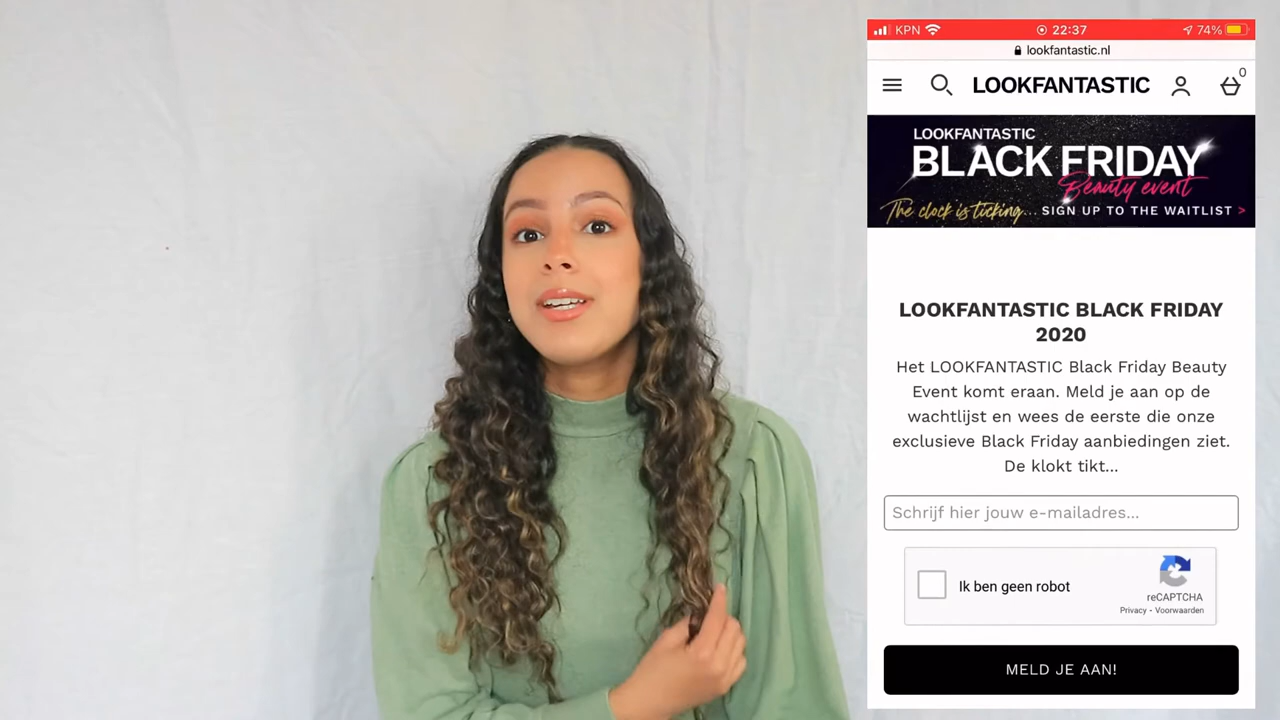 KPN 22:37 74%
lookfantastic.nl
LOOKFANTASTIC 0
LOOKFANTASTIC
BLACK FRIDAY
Beauty event
The clock is ticking... SIGN UP TO THE WAITLIST >
LOOKFANTASTIC BLACK FRIDAY
2020
Het LOOKFANTASTIC Black Friday Beauty
Event komt eraan. Meld je aan op de
wachtlijst en wees de eerste die onze
exclusieve Black Friday aanbiedingen ziet.
De klokt tikt...
Schrijf hier jouw e-mailadres...
Ik ben geen robot
reCAPTCHA
Privacy - Voorwaarden
MELD JE AAN!